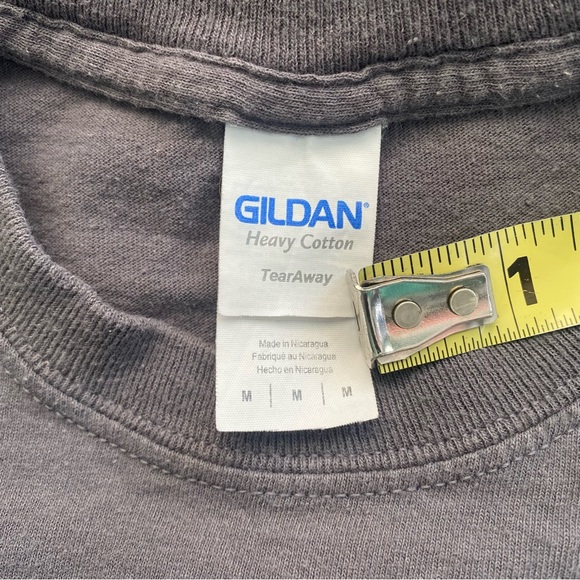 GILDAN®
Heavy Cotton
TearAway
Made in Nicaragua
Fabriqué au Nicaragua
Hecho en Nicaragua
M | M | M
1